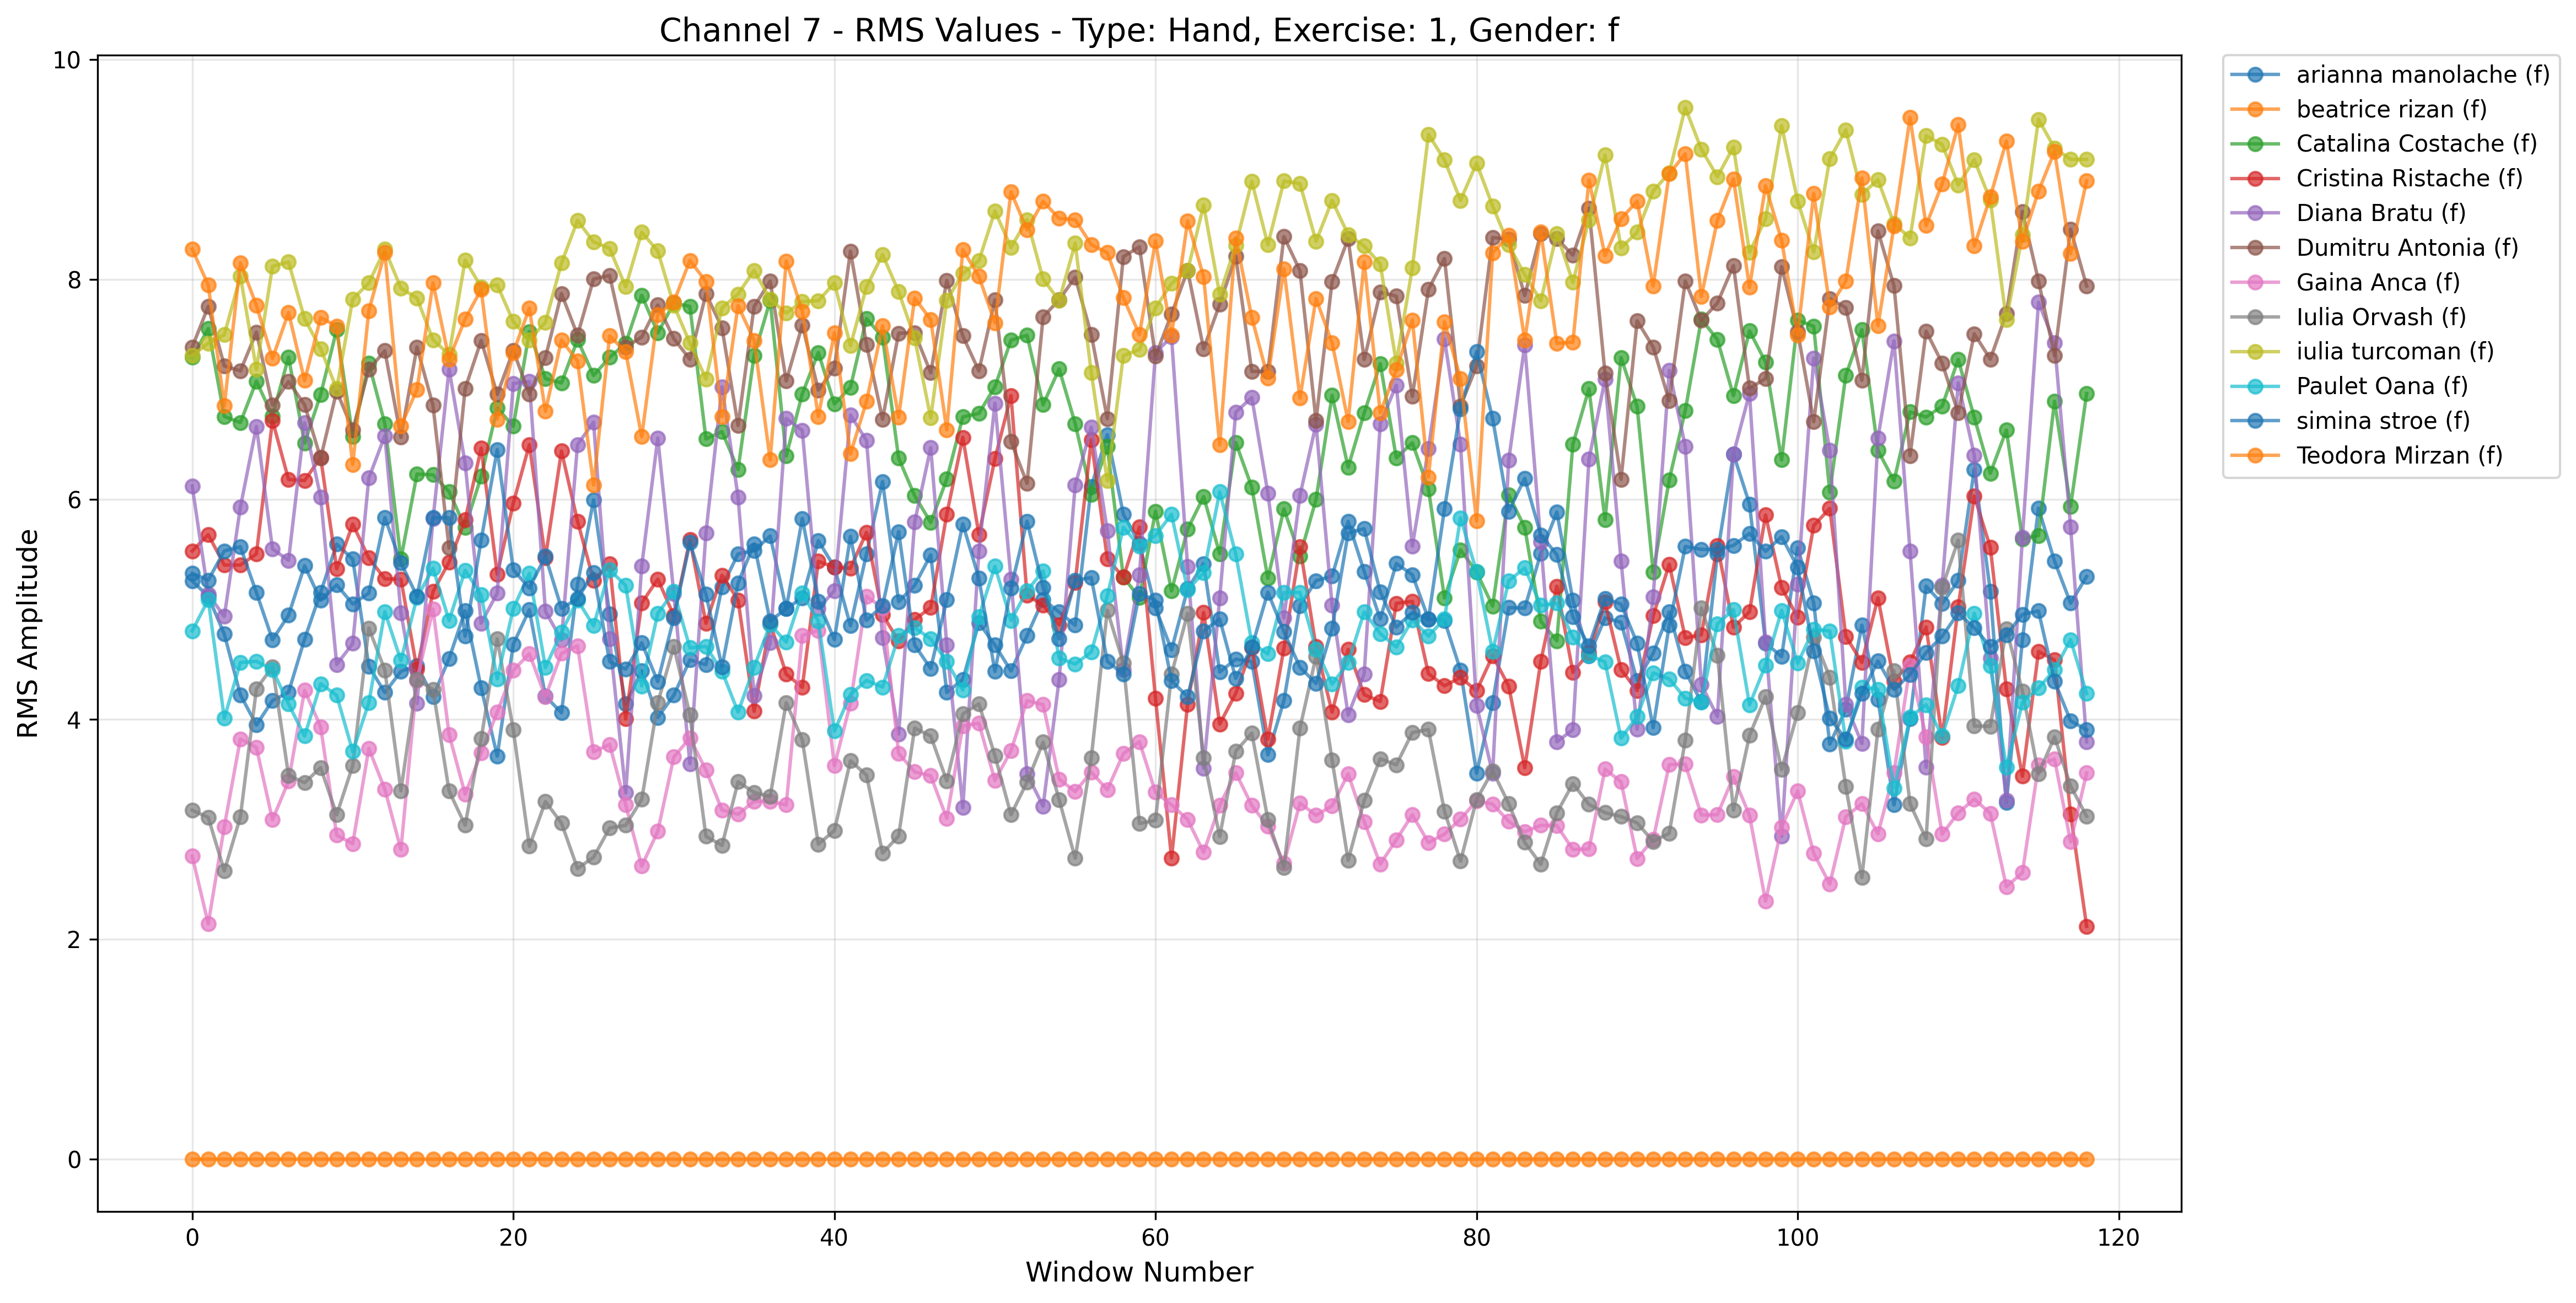 Channel 7 - RMS Values - Type: Hand, Exercise: 1, Gender: f
10
8
6
4
2
0
RMS Amplitude
0 20 40 60 80 100 120
Window Number
arianna manolache (f)
beatrice rizan (f)
Catalina Costache (f)
Cristina Ristache (f)
Diana Bratu (f)
Dumitru Antonia (f)
Gaina Anca (f)
Iulia Orvash (f)
iulia turcoman (f)
Paulet Oana (f)
simina stroe (f)
Teodora Mirzan (f)